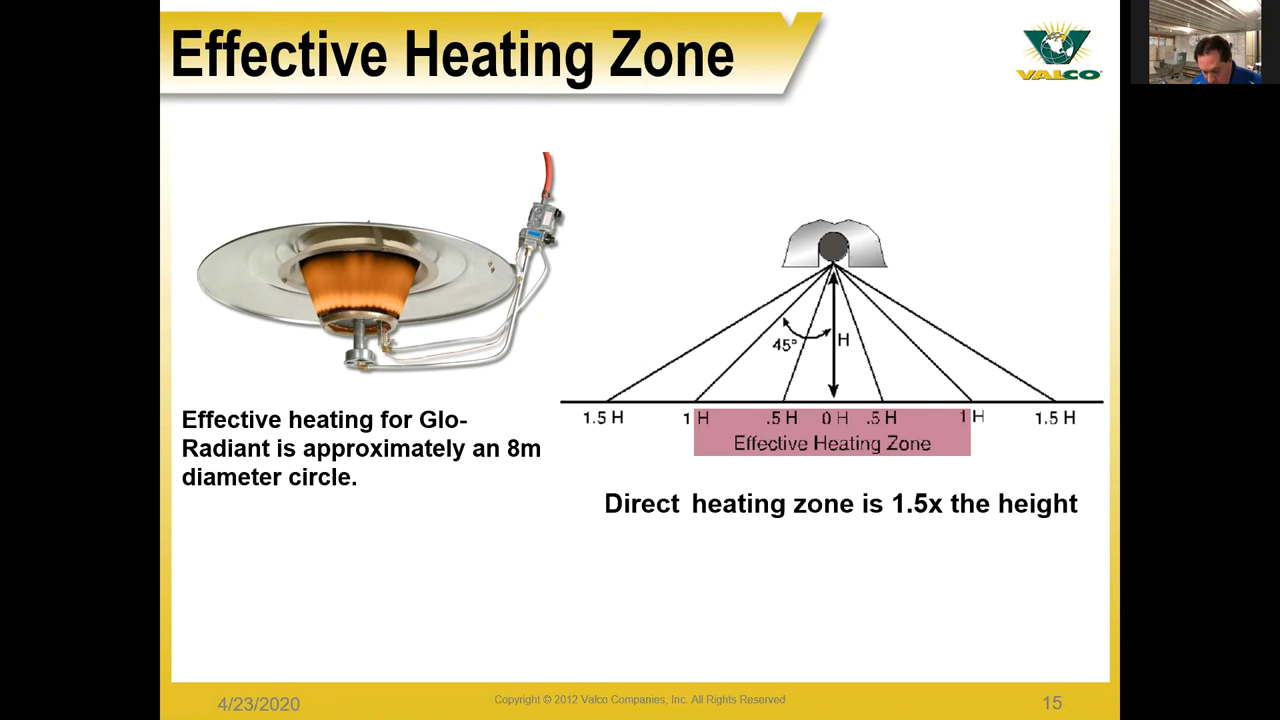 Effective Heating Zone
VALCO
45°
H
1.5 H
1 H
.5 H
0 H
.5 H
1 H
1.5 H
Effective Heating Zone
Effective heating for Glo-
Radiant is approximately an 8m
diameter circle.
Direct heating zone is 1.5x the height
4/23/2020
Copyright © 2012 Valco Companies, Inc. All Rights Reserved
15